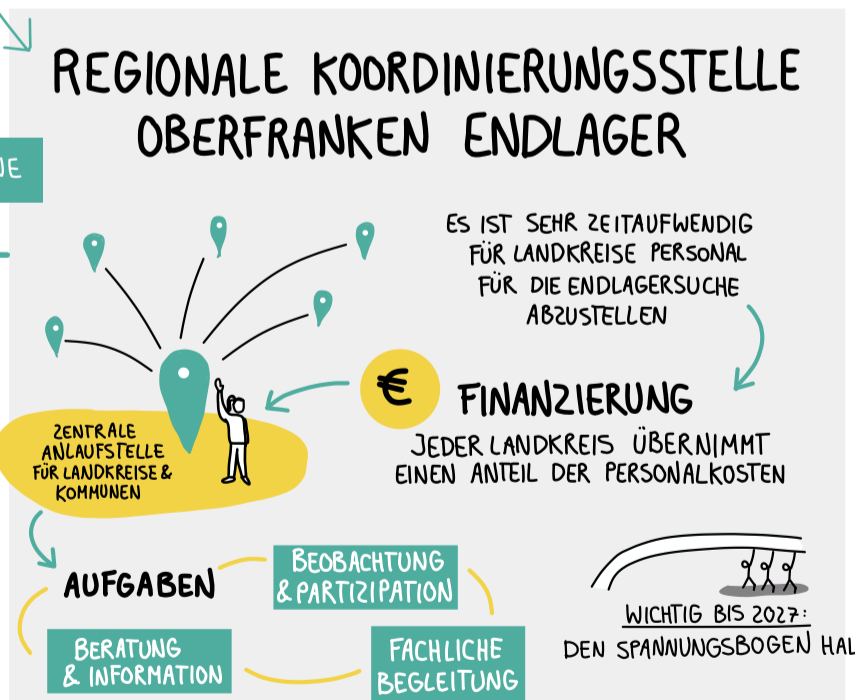 REGIONALE KOORDINIERUNGSSTELLE
OBERFRANKEN ENDLAGER
ES IST SEHR ZEITAUFWENDIG
FÜR LANDKREISE PERSONAL
FÜR DIE ENDLAGERSUCHE
ABZUSTELLEN
€
FINANZIERUNG
JEDER LANDKREIS ÜBERNIMMT
EINEN ANTEIL DER PERSONALKOSTEN
ZENTRALE
ANLAUFSTELLE
FÜR LANDKREISE &
KOMMUNEN
AUFGABEN
BEOBACHTUNG
& PARTIZIPATION
BERATUNG
& INFORMATION
FACHLICHE
BEGLEITUNG
WICHTIG BIS 2027:
DEN SPANNUNGSBOGEN